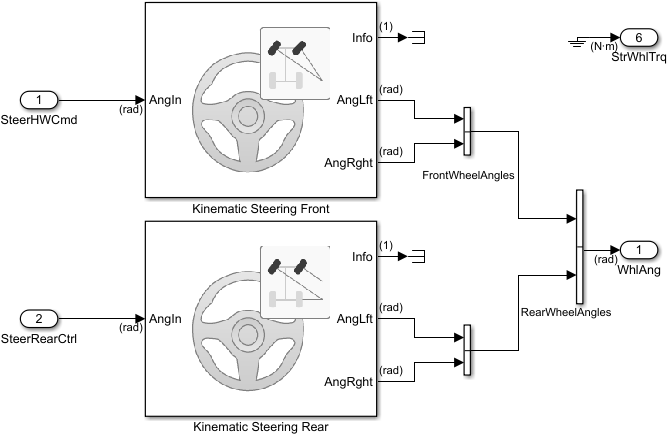 1
SteerHWCmd
(rad)
AngIn
Info
(1)
AngLft
(rad)
AngRght
(rad)
Kinematic Steering Front
FrontWheelAngles
6
(N·m)
StrWhlTrq
2
SteerRearCtrl
(rad)
AngIn
Info
(1)
AngLft
(rad)
AngRght
(rad)
Kinematic Steering Rear
RearWheelAngles
1
(rad)
WhlAng